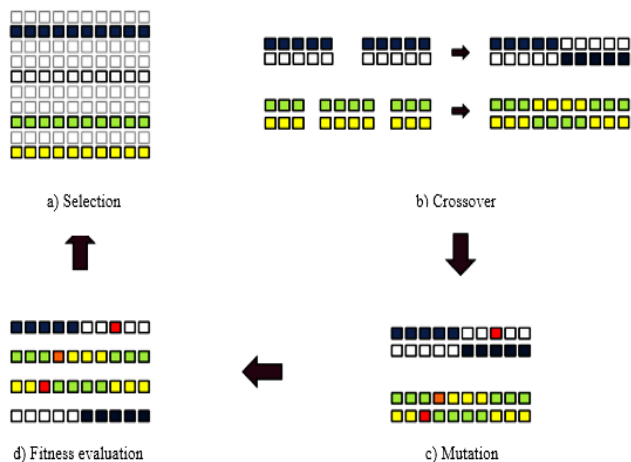 a) Selection
b) Crossover
d) Fitness evaluation
c) Mutation